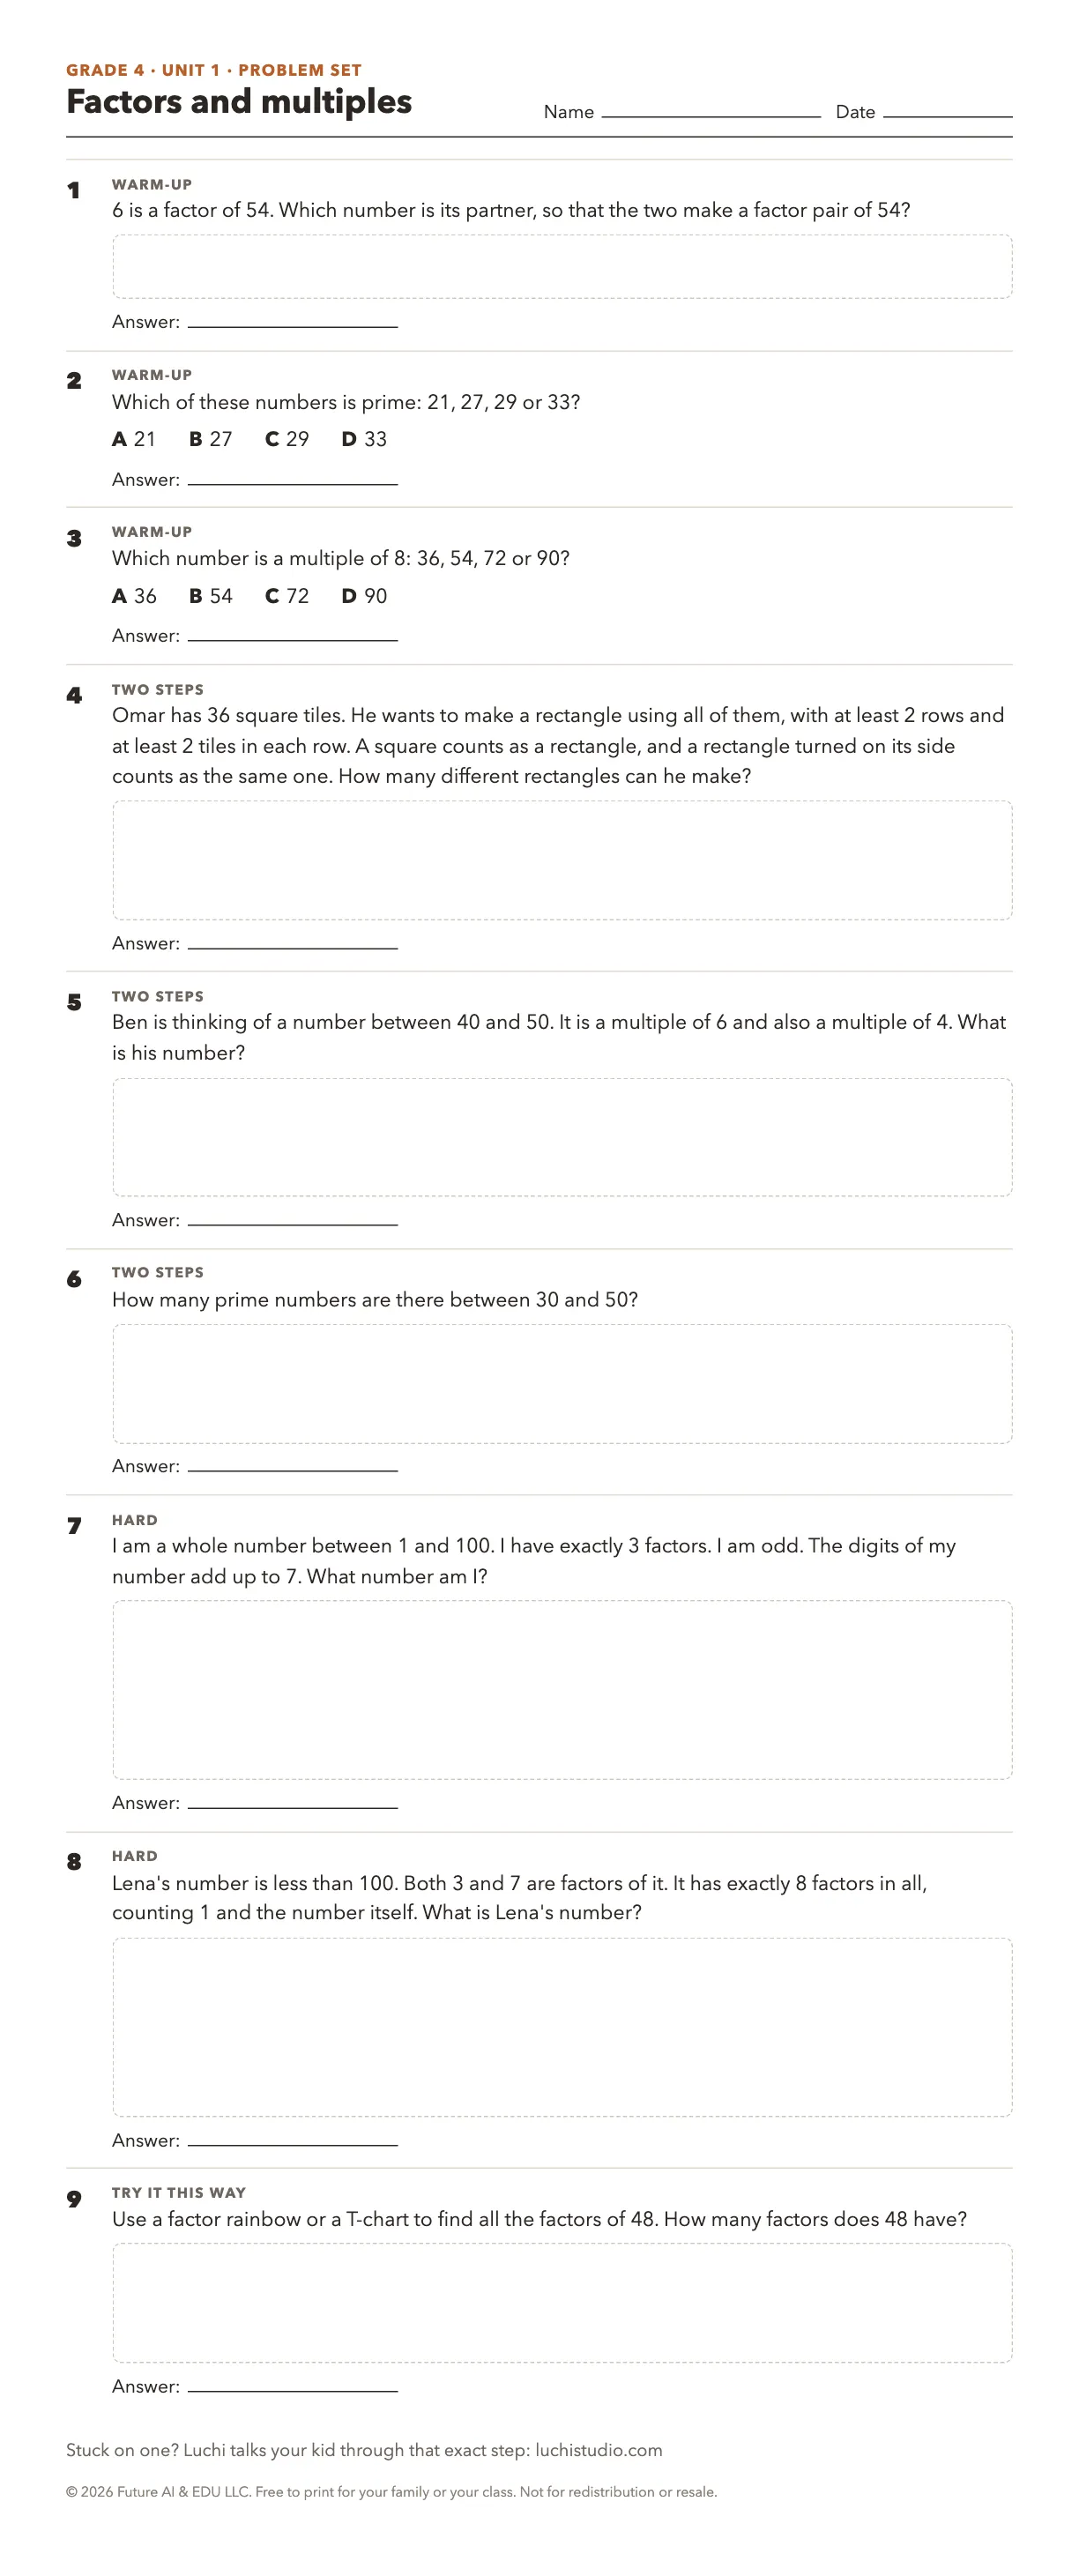 GRADE 4 · UNIT 1 · PROBLEM SET
Factors and multiples
Name Date
1
WARM-UP
6 is a factor of 54. Which number is its partner, so that the two make a factor pair of 54?
Answer:
2
WARM-UP
Which of these numbers is prime: 21, 27, 29 or 33?
A 21 B 27 C 29 D 33
Answer:
3
WARM-UP
Which number is a multiple of 8: 36, 54, 72 or 90?
A 36 B 54 C 72 D 90
Answer:
4
TWO STEPS
Omar has 36 square tiles. He wants to make a rectangle using all of them, with at least 2 rows and
at least 2 tiles in each row. A square counts as a rectangle, and a rectangle turned on its side
counts as the same one. How many different rectangles can he make?
Answer:
5
TWO STEPS
Ben is thinking of a number between 40 and 50. It is a multiple of 6 and also a multiple of 4. What
is his number?
Answer:
6
TWO STEPS
How many prime numbers are there between 30 and 50?
Answer:
7
HARD
I am a whole number between 1 and 100. I have exactly 3 factors. I am odd. The digits of my
number add up to 7. What number am I?
Answer:
8
HARD
Lena's number is less than 100. Both 3 and 7 are factors of it. It has exactly 8 factors in all,
counting 1 and the number itself. What is Lena's number?
Answer:
9
TRY IT THIS WAY
Use a factor rainbow or a T-chart to find all the factors of 48. How many factors does 48 have?
Answer:
Stuck on one? Luchi talks your kid through that exact step: luchistudio.com
© 2026 Future AI & EDU LLC. Free to print for your family or your class. Not for redistribution or resale.